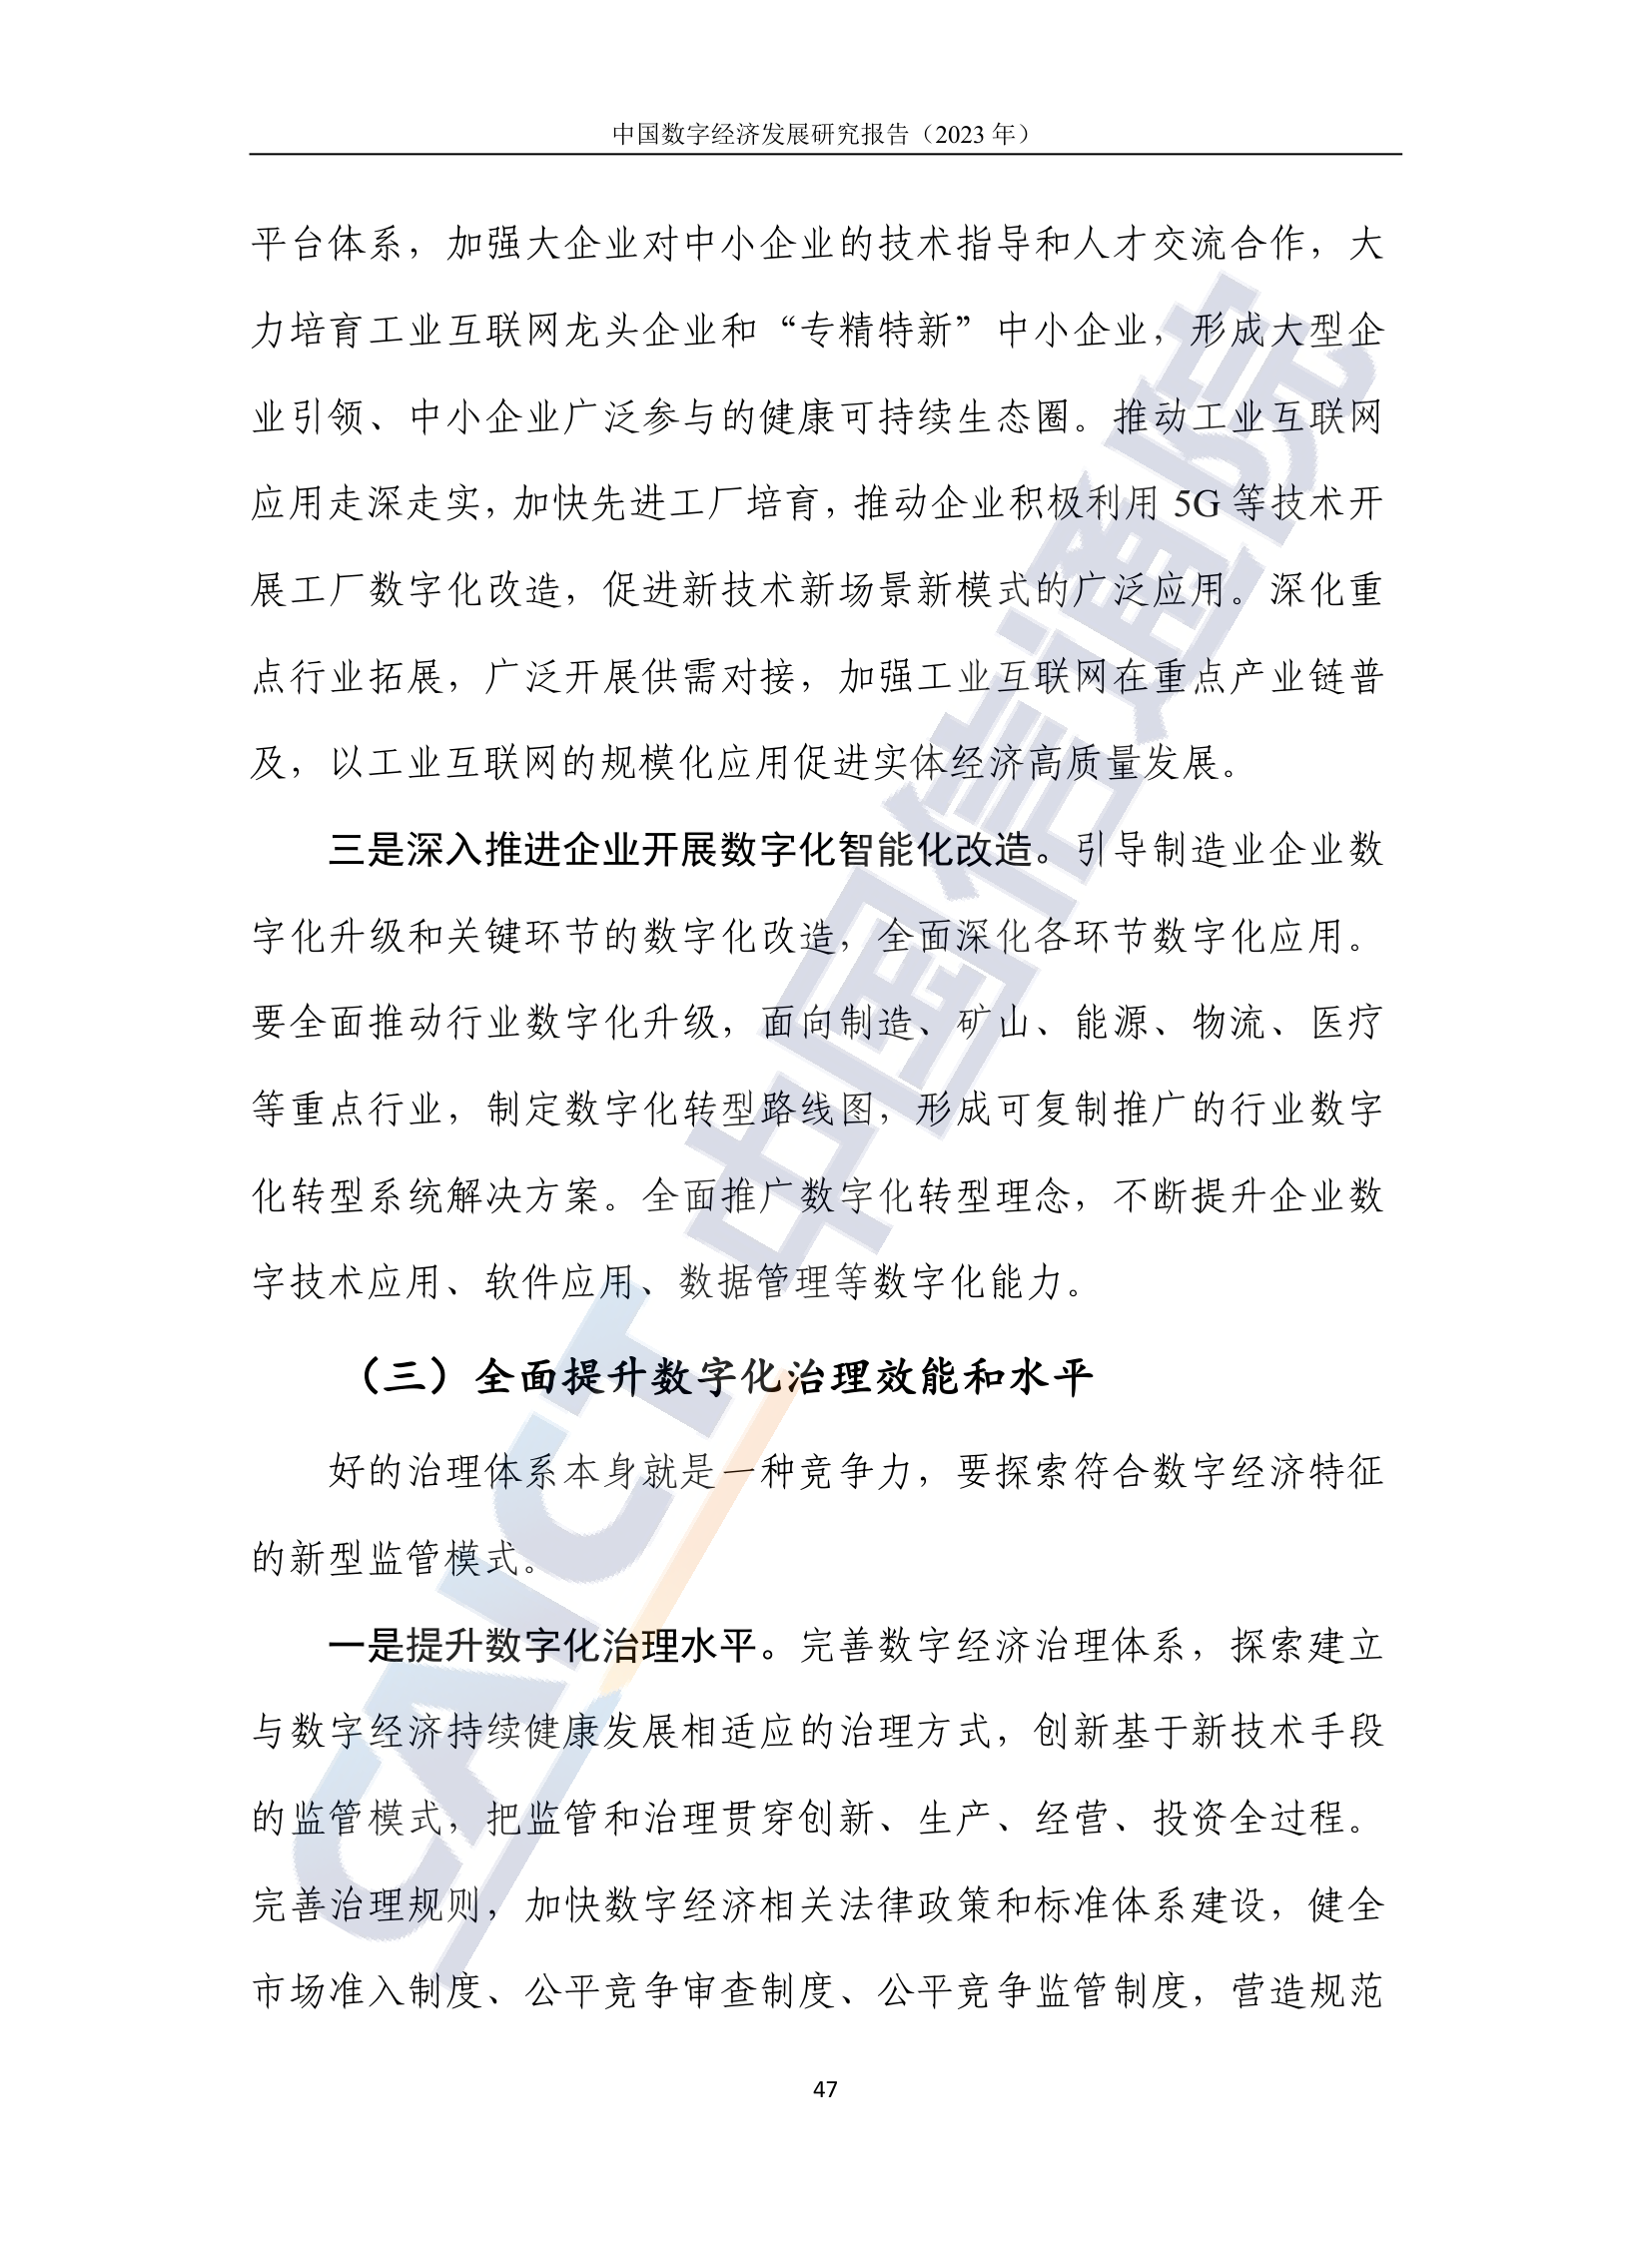 中国数字经济发展研究报告（2023 年）
平台体系，加强大企业对中小企业的技术指导和人才交流合作，大
力培育工业互联网龙头企业和“专精特新”中小企业，形成大型企
业引领、中小企业广泛参与的健康可持续生态圈。推动工业互联网
应用走深走实，加快先进工厂培育，推动企业积极利用 5G 等技术开
展工厂数字化改造，促进新技术新场景新模式的广泛应用。深化重
点行业拓展，广泛开展供需对接，加强工业互联网在重点产业链普
及，以工业互联网的规模化应用促进实体经济高质量发展。
三是深入推进企业开展数字化智能化改造。引导制造业企业数
字化升级和关键环节的数字化改造，全面深化各环节数字化应用。
要全面推动行业数字化升级，面向制造、矿山、能源、物流、医疗
等重点行业，制定数字化转型路线图，形成可复制推广的行业数字
化转型系统解决方案。全面推广数字化转型理念，不断提升企业数
字技术应用、软件应用、数据管理等数字化能力。
（三）全面提升数字化治理效能和水平
好的治理体系本身就是一种竞争力，要探索符合数字经济特征
的新型监管模式。
一是提升数字化治理水平。完善数字经济治理体系，探索建立
与数字经济持续健康发展相适应的治理方式，创新基于新技术手段
的监管模式，把监管和治理贯穿创新、生产、经营、投资全过程。
完善治理规则，加快数字经济相关法律政策和标准体系建设，健全
市场准入制度、公平竞争审查制度、公平竞争监管制度，营造规范
47
CAICT 中国信通院